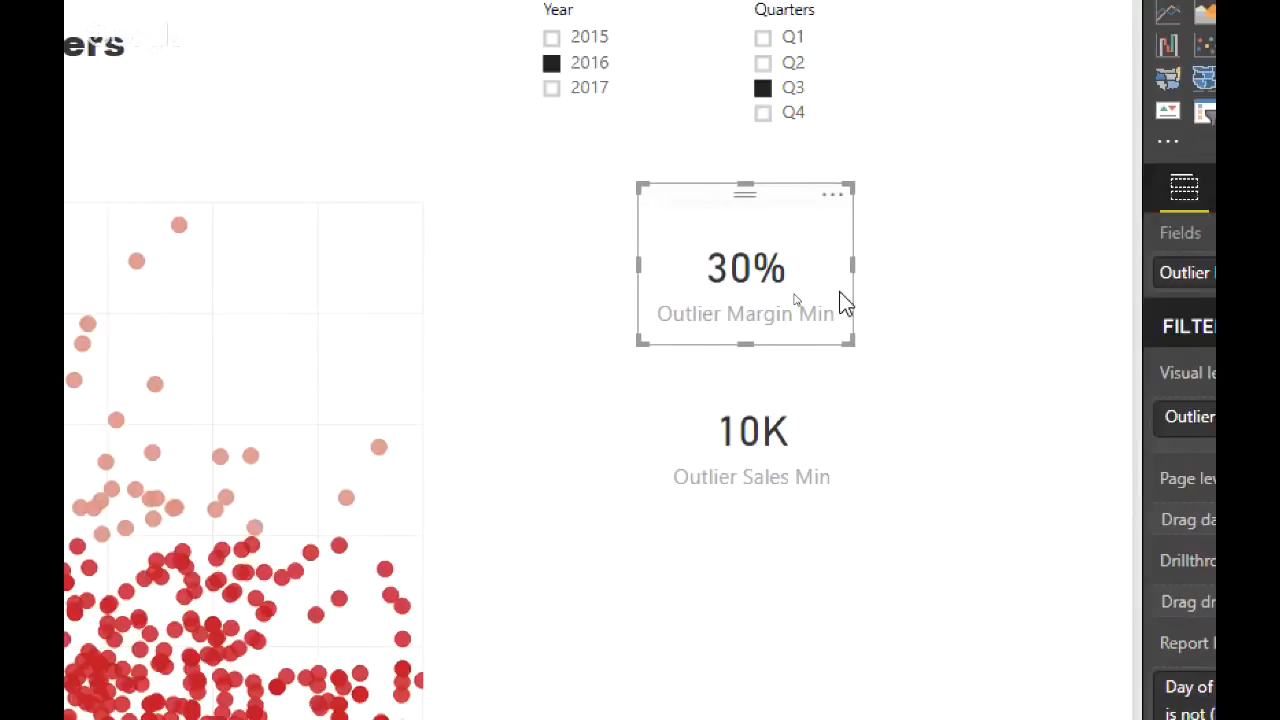 ers
Year
2015
2016
2017
Quarters
Q1
Q2
Q3
Q4
30%
Outlier Margin Min
10K
Outlier Sales Min
Fields
Outlier
FILTE
Visual le
Outlier
Page lev
Drag da
Drillthro
Drag dr
Report l
Day of
is not (